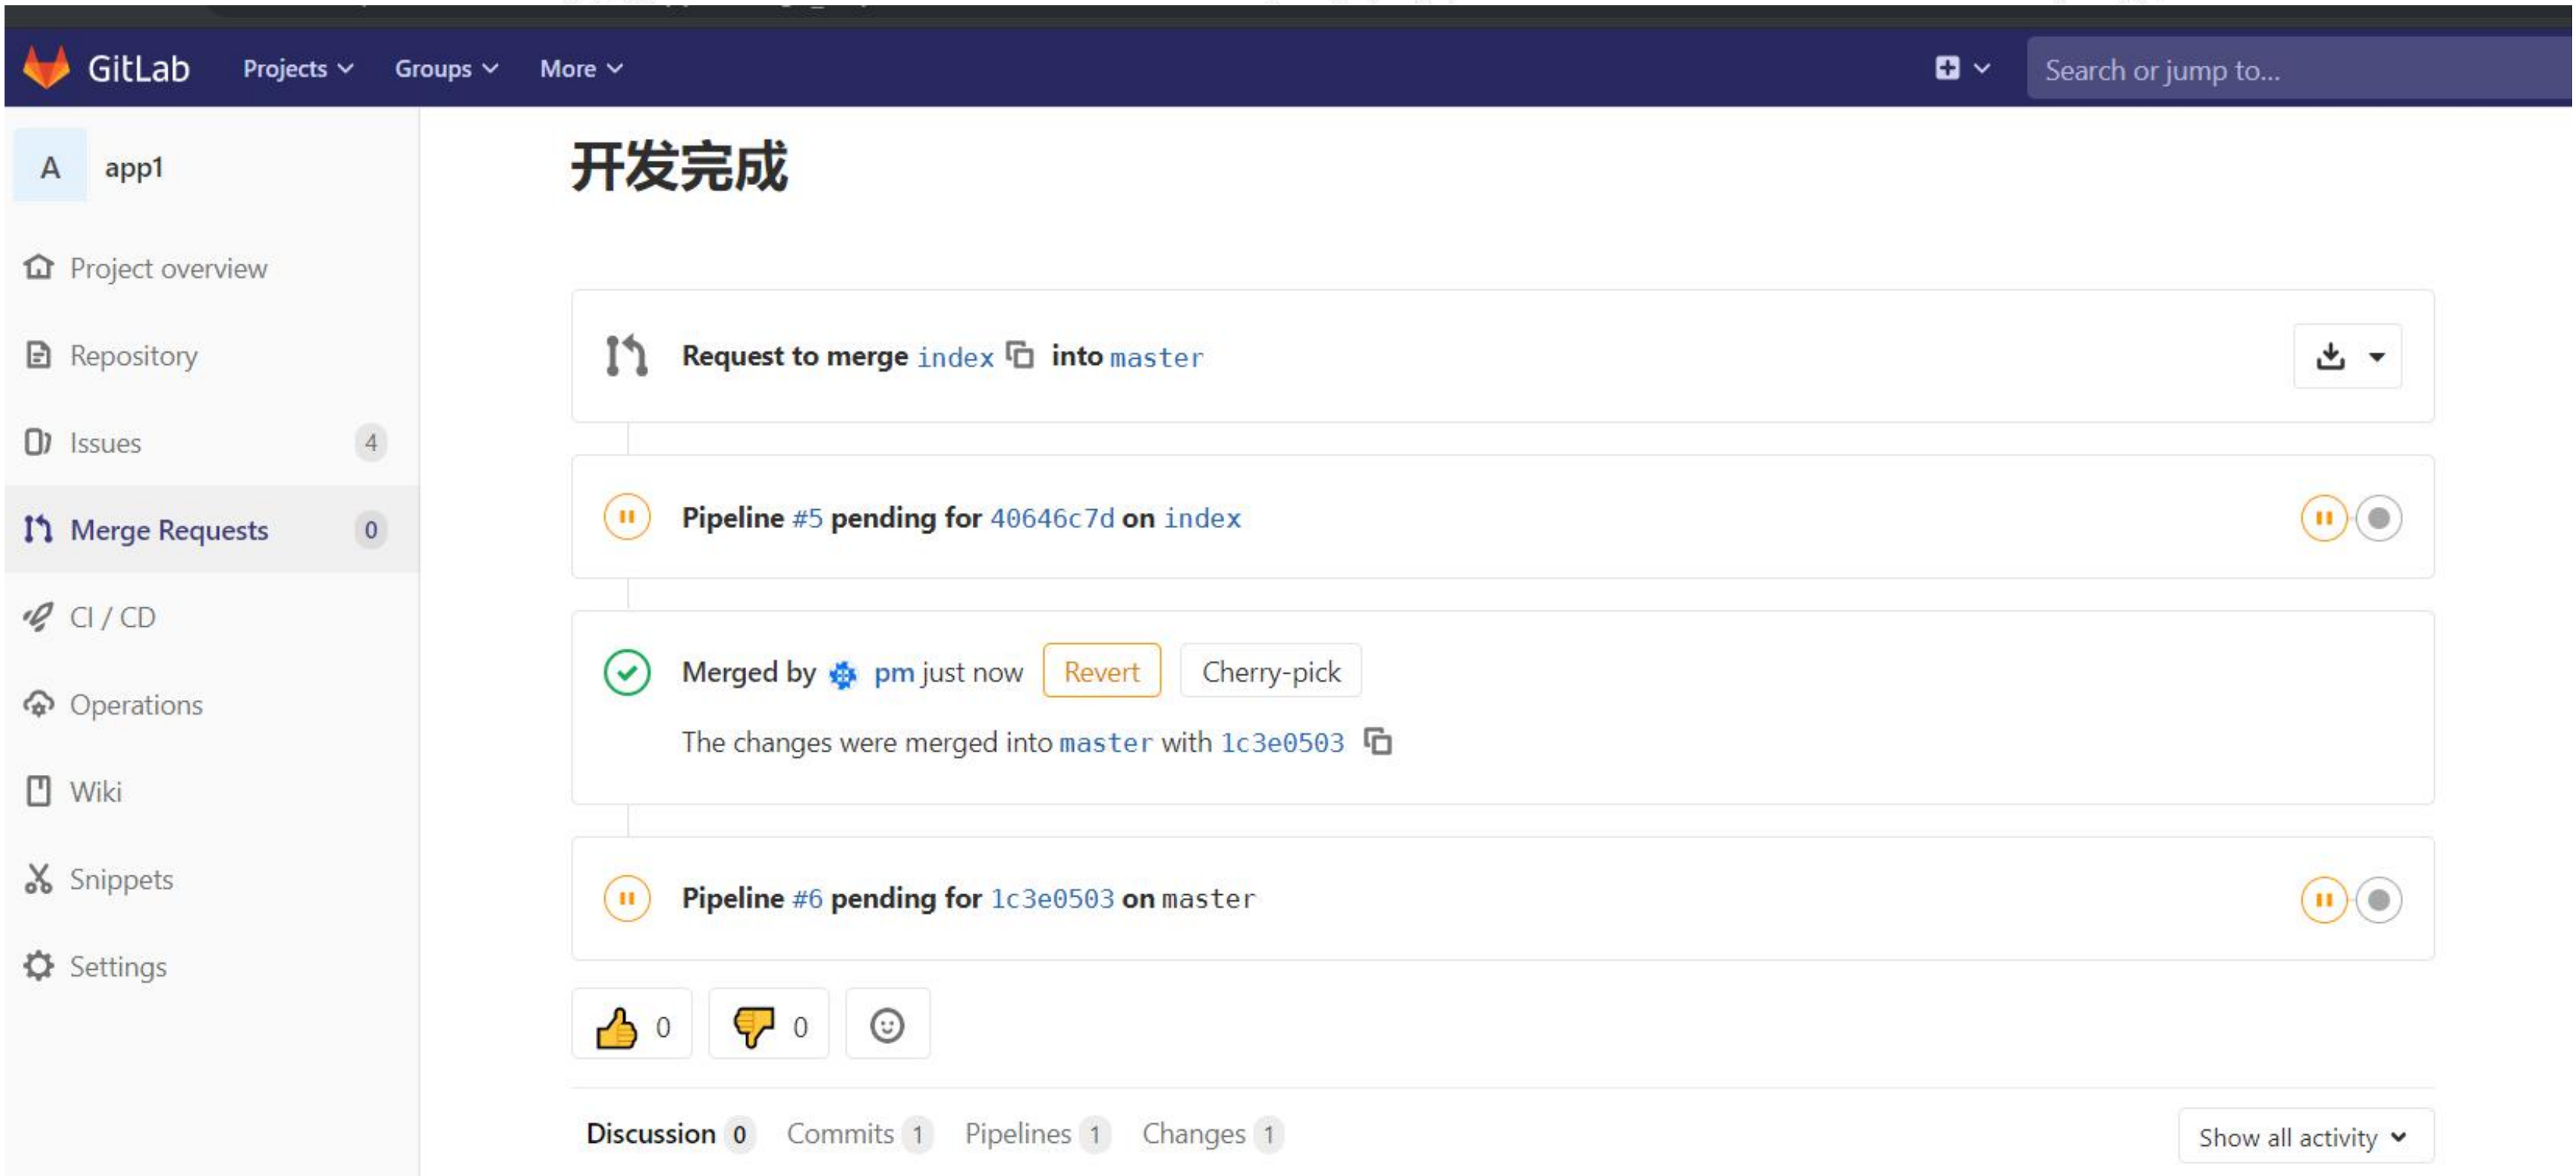 GitLab Projects Groups More Search or jump to...
A app1
Project overview
Repository
Issues 4
Merge Requests 0
CI / CD
Operations
Wiki
Snippets
Settings
开发完成
Request to merge index into master
Pipeline #5 pending for 40646c7d on index
Merged by pm just now Revert Cherry-pick
The changes were merged into master with 1c3e0503
Pipeline #6 pending for 1c3e0503 on master
0 0
Discussion 0 Commits 1 Pipelines 1 Changes 1 Show all activity